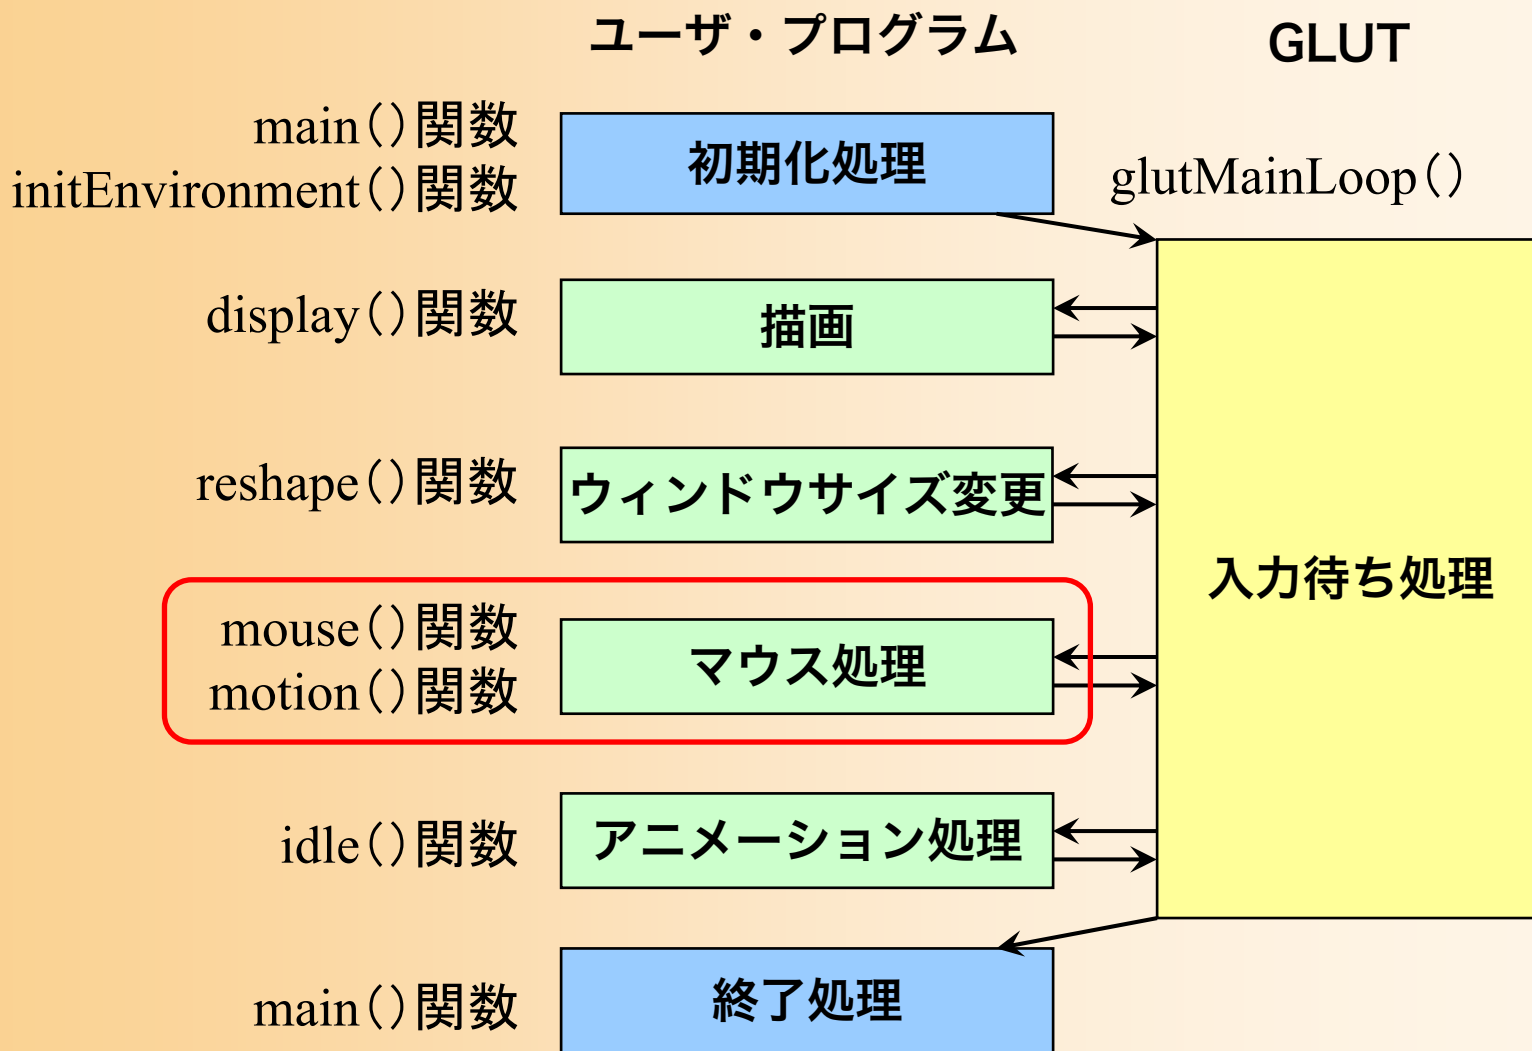 ユーザ・プログラム
GLUT
main()関数
initEnvironment()関数
初期化処理
glutMainLoop()
display()関数
描画
reshape()関数
ウィンドウサイズ変更
入力待ち処理
mouse()関数
motion()関数
マウス処理
idle()関数
アニメーション処理
main()関数
終了処理